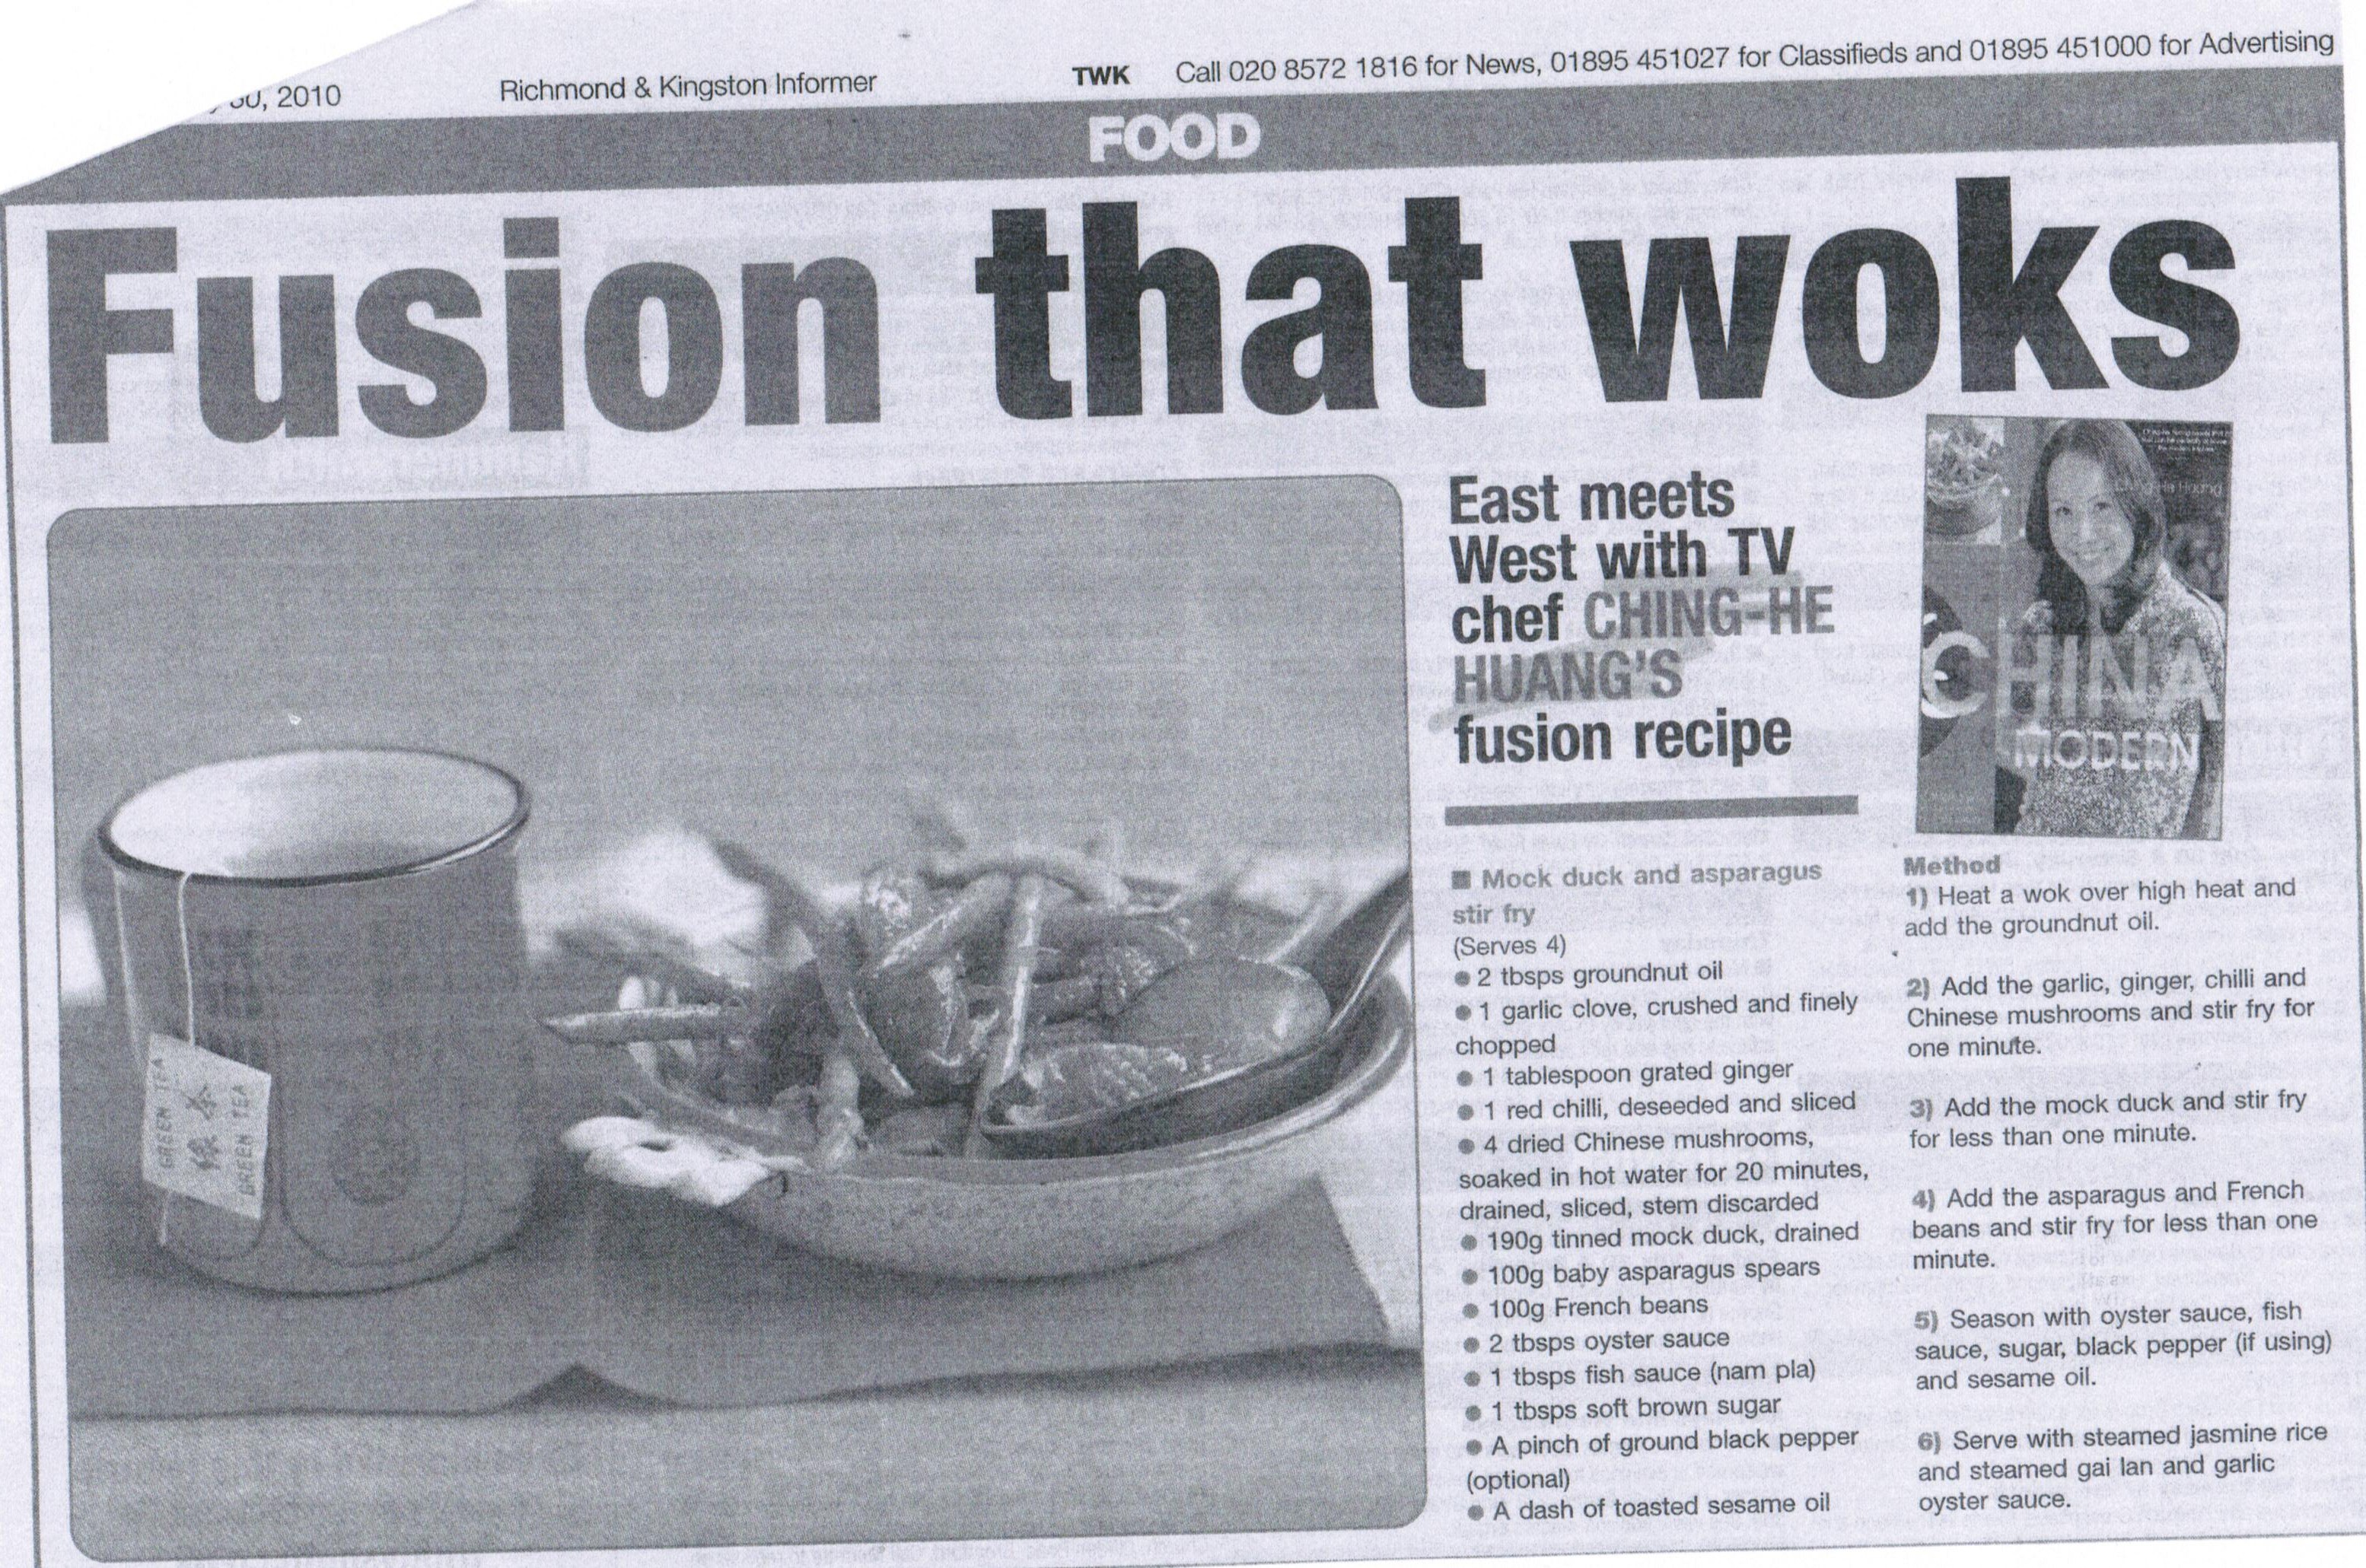 30, 2010
Richmond & Kingston Informer
TWK Call 020 8572 1816 for News, 01895 451027 for Classifieds and 01895 451000 for Advertising
FOOD
Fusion that woks
East meets
West with TV
chef CHING-HE
HUANG'S
fusion recipe
Ching-He Huang
CHINA
MODERN
GREEN TEA
綠茶
GREEN TEA
■ Mock duck and asparagus
stir fry
(Serves 4)
● 2 tbsps groundnut oil
● 1 garlic clove, crushed and finely
chopped
● 1 tablespoon grated ginger
● 1 red chilli, deseeded and sliced
● 4 dried Chinese mushrooms,
soaked in hot water for 20 minutes,
drained, sliced, stem discarded
● 190g tinned mock duck, drained
● 100g baby asparagus spears
● 100g French beans
● 2 tbsps oyster sauce
● 1 tbsps fish sauce (nam pla)
● 1 tbsps soft brown sugar
● A pinch of ground black pepper
(optional)
● A dash of toasted sesame oil
Method
1) Heat a wok over high heat and
add the groundnut oil.
2) Add the garlic, ginger, chilli and
Chinese mushrooms and stir fry for
one minute.
3) Add the mock duck and stir fry
for less than one minute.
4) Add the asparagus and French
beans and stir fry for less than one
minute.
5) Season with oyster sauce, fish
sauce, sugar, black pepper (if using)
and sesame oil.
6) Serve with steamed jasmine rice
and steamed gai lan and garlic
oyster sauce.